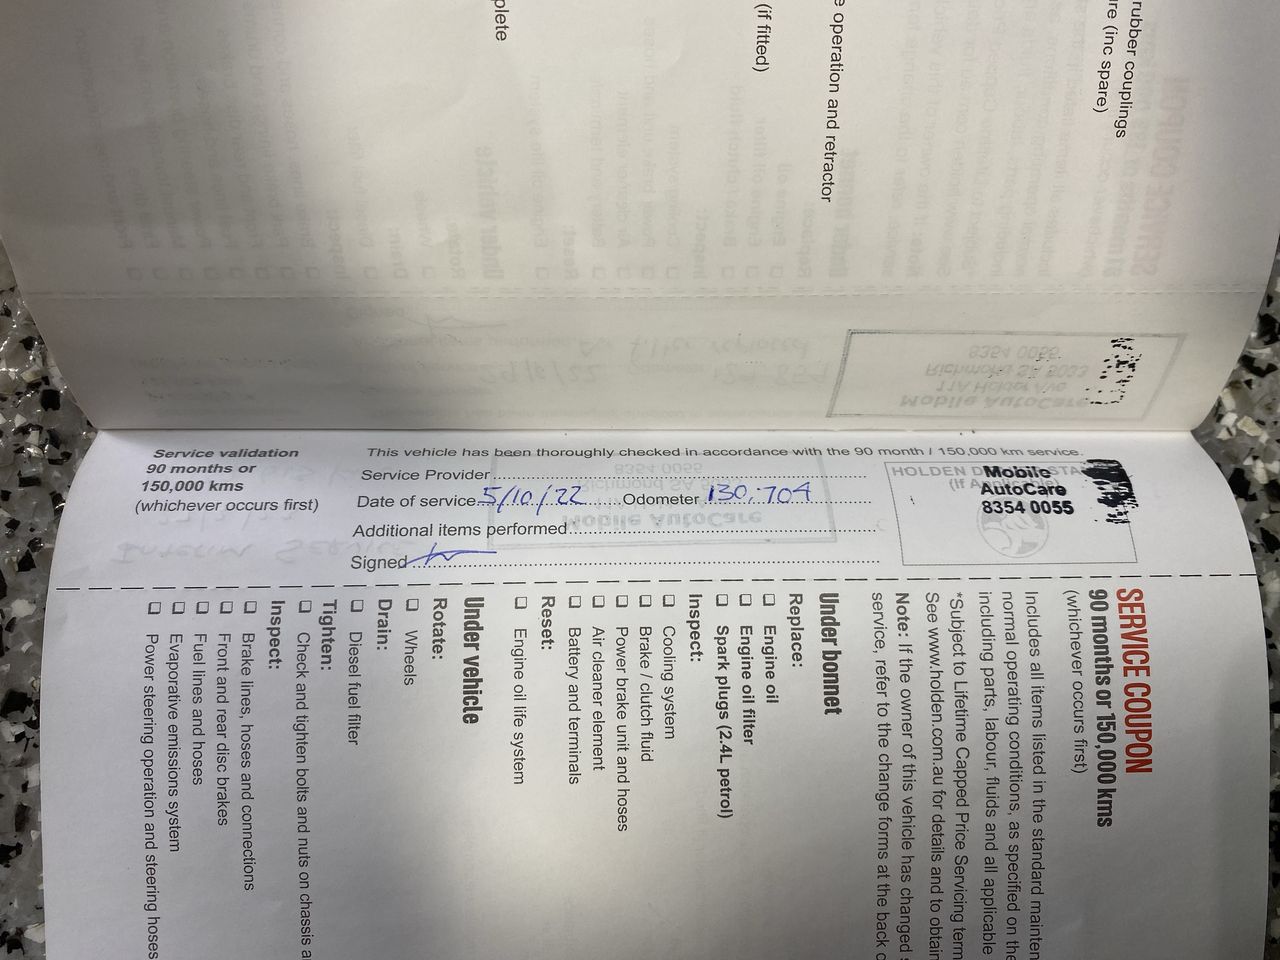 plete
(if fitted)
e operation and retractor
rubber couplings
re (inc spare)
Service validation
90 months or
150,000 kms
(whichever occurs first)
This vehicle has been thoroughly checked in accordance with the 90 month / 150,000 km service.
Service Provider
Date of service 5/10/22 Odometer 130,704
Additional items performed
Signed
HOLDEN D
STA
(If Ap
Mobile
AutoCare
8354 0055
SERVICE COUPON
90 months or 150,000 kms
(whichever occurs first)
Includes all items listed in the standard mainten
normal operating conditions, as specified on the
including parts, labour, fluids and all applicable
*Subject to Lifetime Capped Price Servicing term
See www.holden.com.au for details and to obtain
Note: If the owner of this vehicle has changed s
service, refer to the change forms at the back o
Under bonnet
Replace:
❑ Engine oil
❑ Engine oil filter
❑ Spark plugs (2.4L petrol)
Inspect:
❑ Cooling system
❑ Brake / clutch fluid
❑ Power brake unit and hoses
❑ Air cleaner element
❑ Battery and terminals
Reset:
❑ Engine oil life system
Under vehicle
Rotate:
❑ Wheels
Drain:
❑ Diesel fuel filter
Tighten:
❑ Check and tighten bolts and nuts on chassis a
Inspect:
❑ Brake lines, hoses and connections
❑ Front and rear disc brakes
❑ Fuel lines and hoses
❑ Evaporative emissions system
❑ Power steering operation and steering hoses